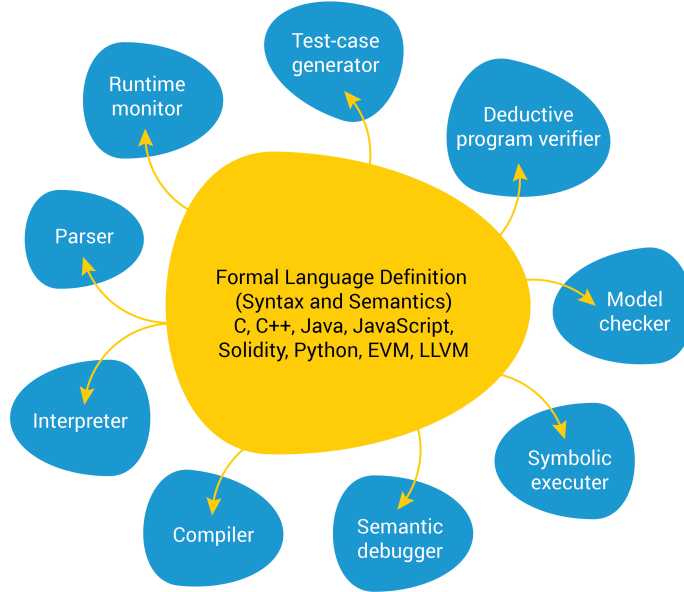 Test-case
generator
Runtime
monitor
Deductive
program verifier
Parser
Formal Language Definition
(Syntax and Semantics)
C, C++, Java, JavaScript,
Solidity, Python, EVM, LLVM
Model
checker
Interpreter
Symbolic
executer
Compiler
Semantic
debugger